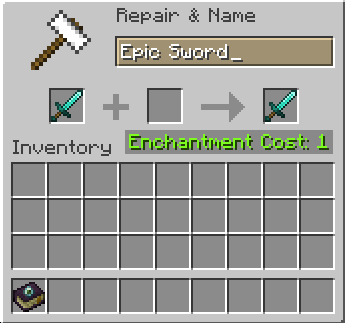 Repair & Name
Epic Sword_
Enchantment Cost: 1
Inventory